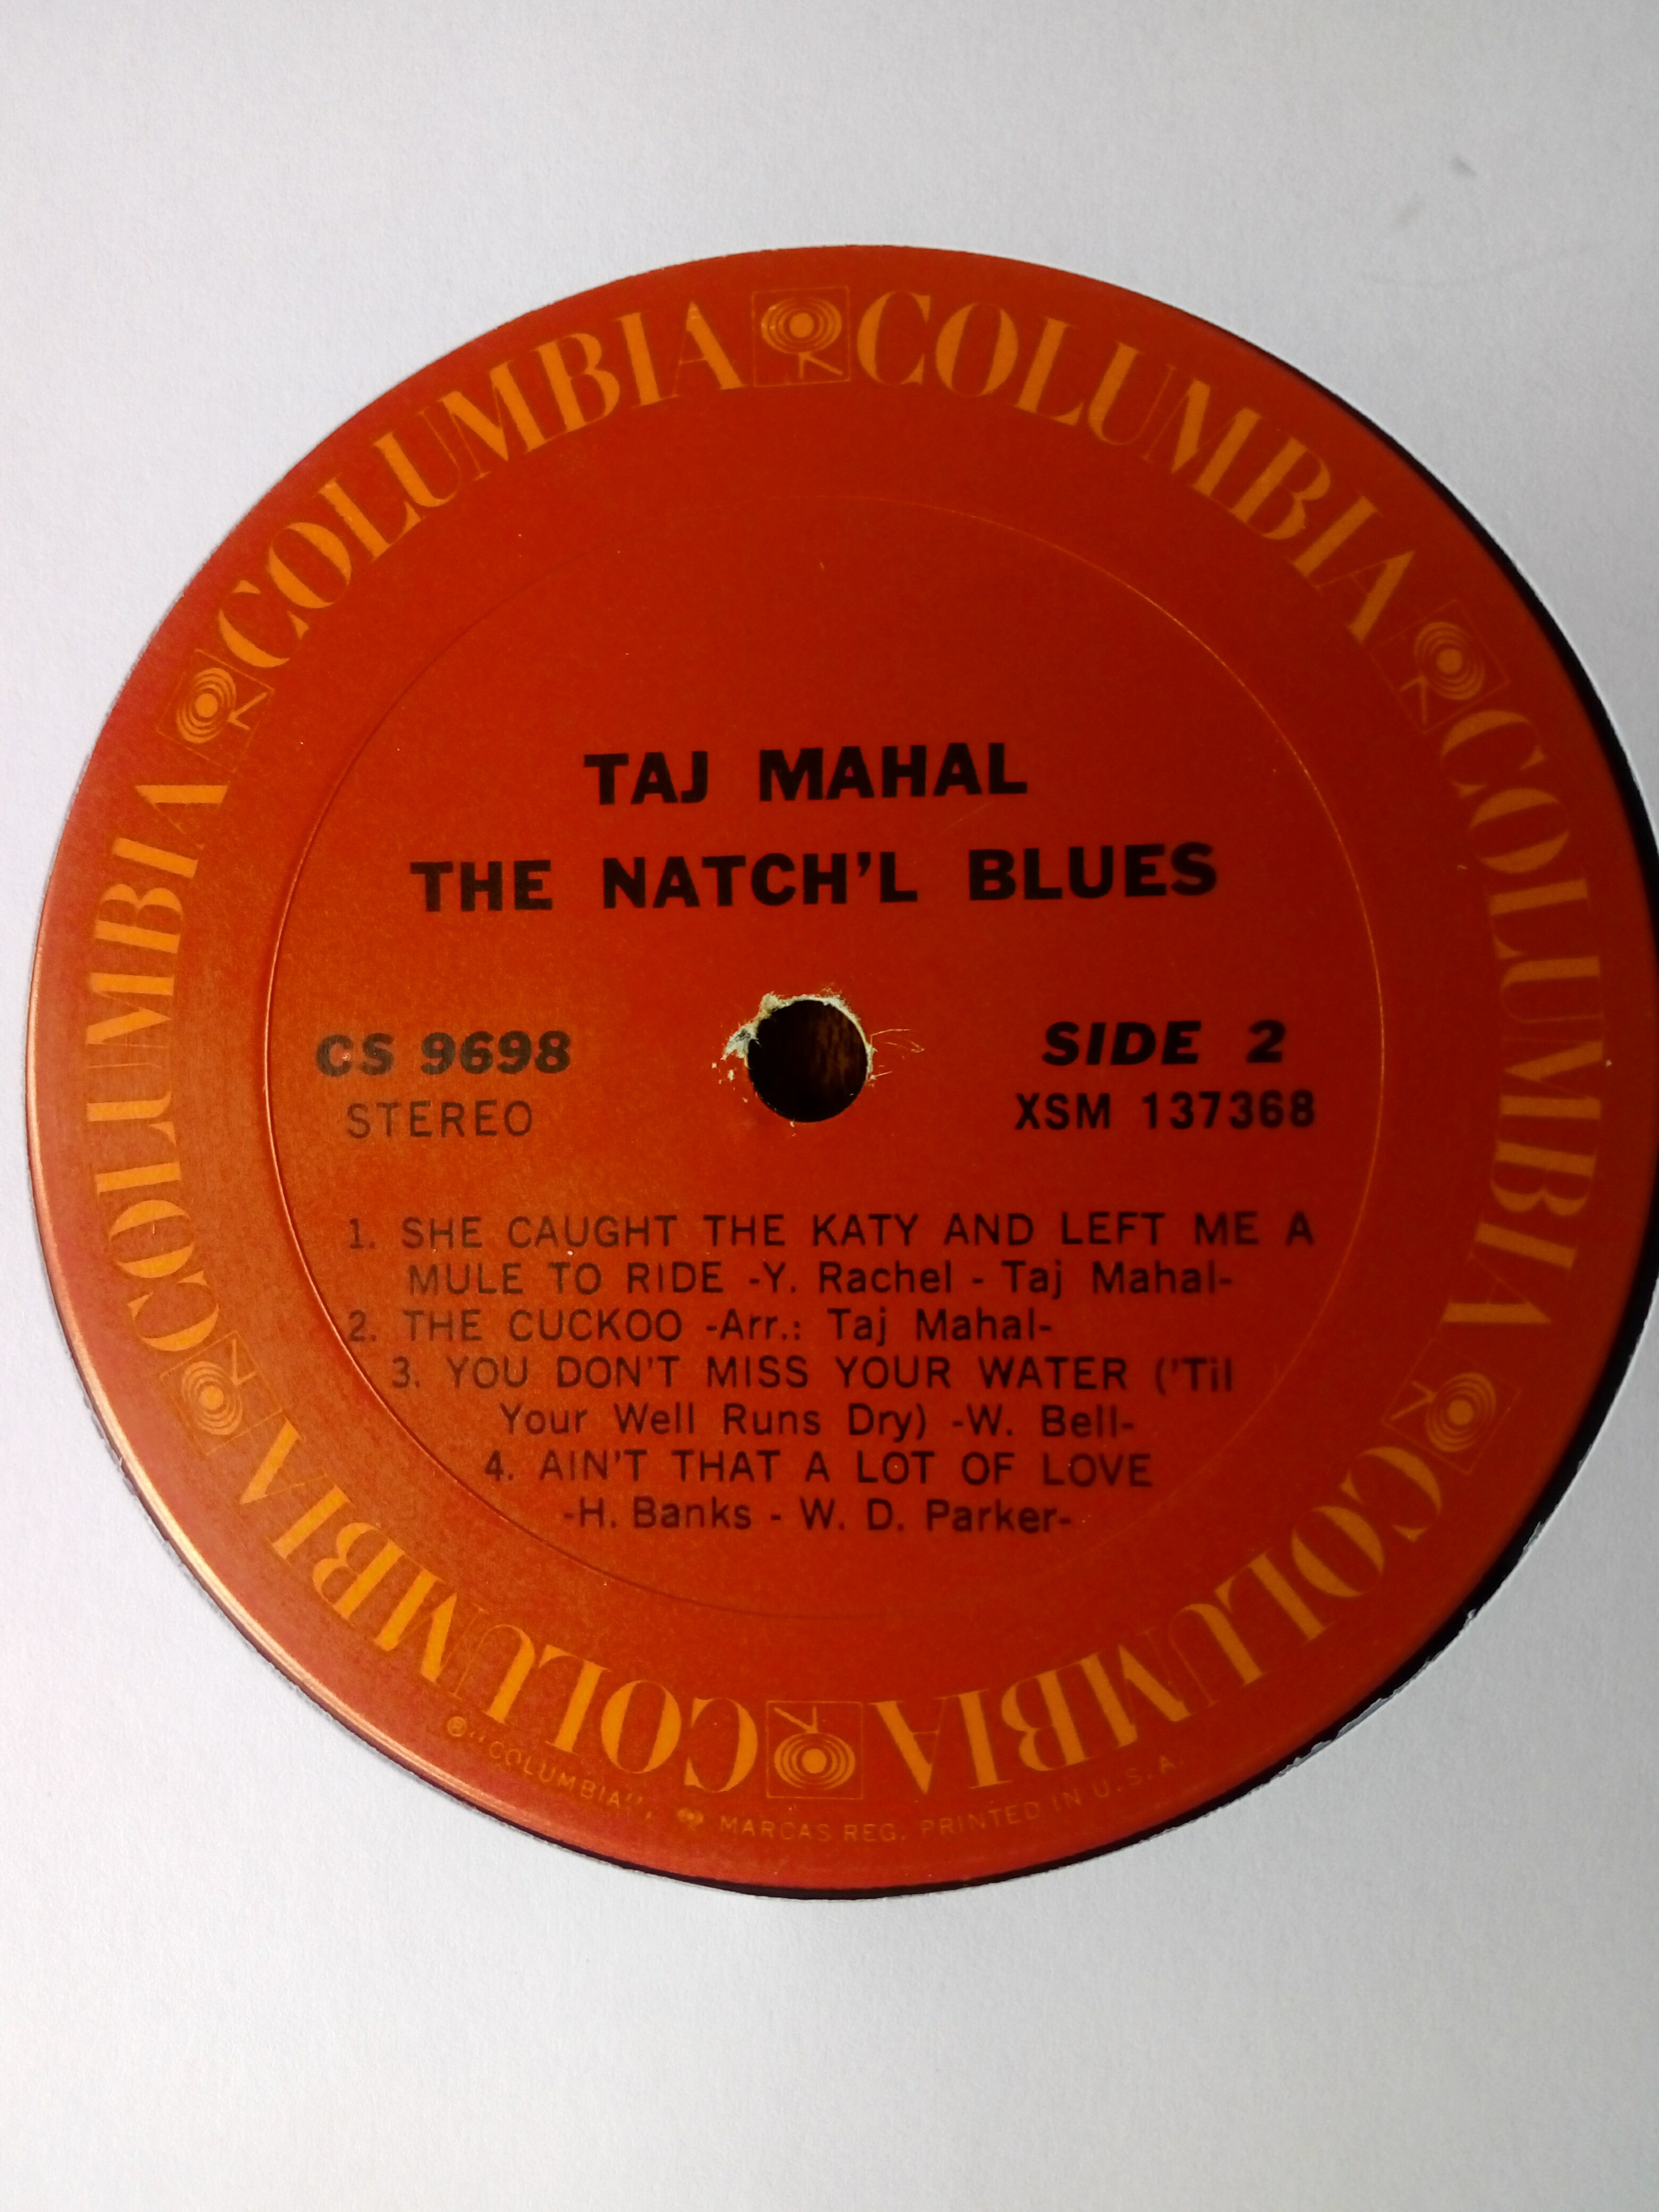 COLUMBIA COLUMBIA COLUMBIA COLUMBIA COLUMBIA COLUMBIA
TAJ MAHAL
THE NATCH'L BLUES
CS 9698
STEREO
SIDE 2
XSM 137368
1. SHE CAUGHT THE KATY AND LEFT ME A
MULE TO RIDE -Y. Rachel - Taj Mahal-
2. THE CUCKOO -Arr.: Taj Mahal-
3. YOU DON'T MISS YOUR WATER ('Til
Your Well Runs Dry) -W. Bell-
4. AIN'T THAT A LOT OF LOVE
-H. Banks - W. D. Parker-
® "COLUMBIA", MARCAS REG. PRINTED IN U.S.A.